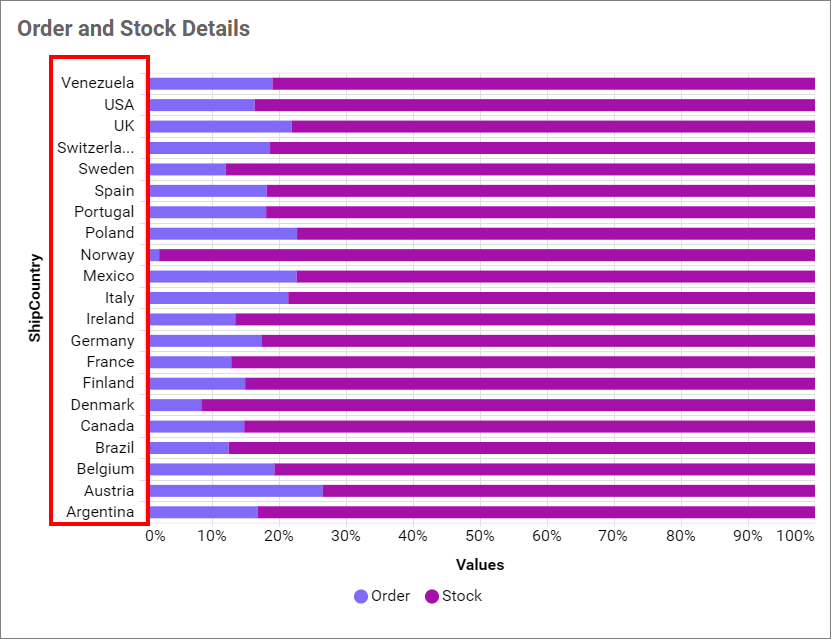 Order and Stock Details
Venezuela
USA
UK
Switzerla...
Sweden
Spain
Portugal
Poland
Norway
Mexico
Italy
Ireland
Germany
France
Finland
Denmark
Canada
Brazil
Belgium
Austria
Argentina
ShipCountry
0% 10% 20% 30% 40% 50% 60% 70% 80% 90% 100%
Values
Order Stock